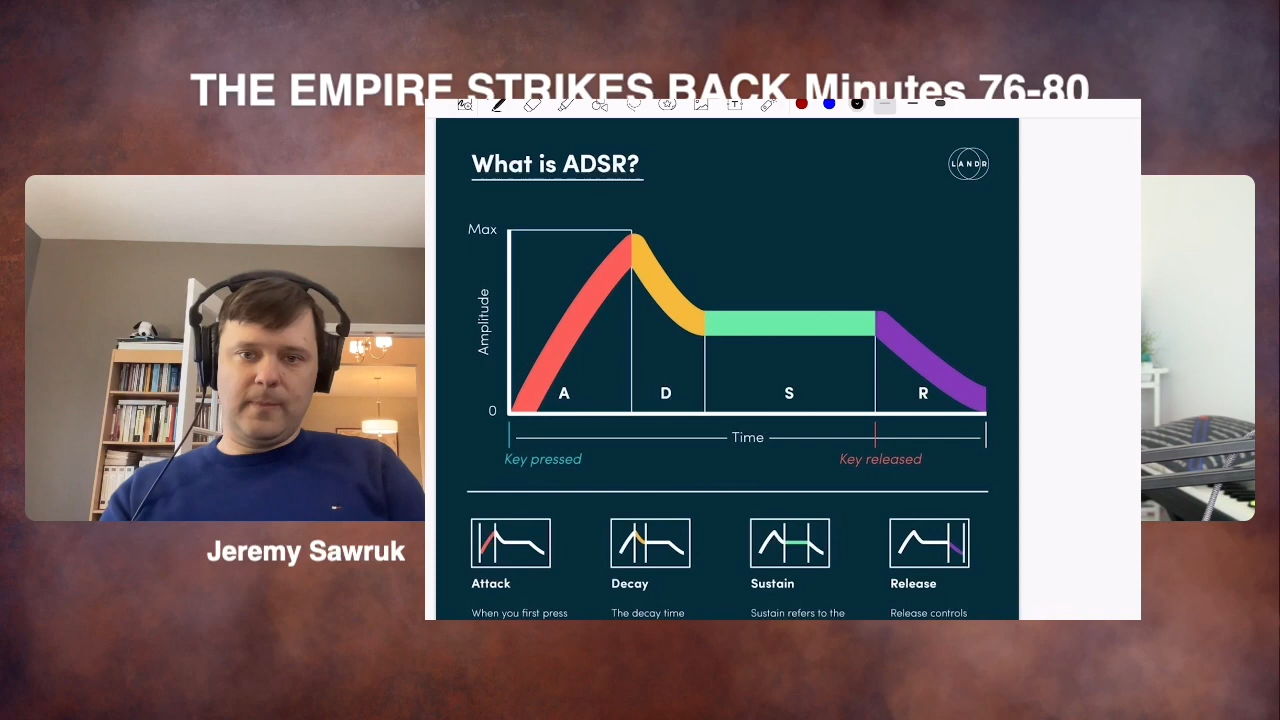 THE EMPIRE STRIKES BACK Minutes 76-80
What is ADSR?
LANDR
Max
Amplitude
0
A D S R
Time
Key pressed
Key released
Attack
Decay
Sustain
Release
When you first press
The decay time
Sustain refers to the
Release controls
Jeremy Sawruk